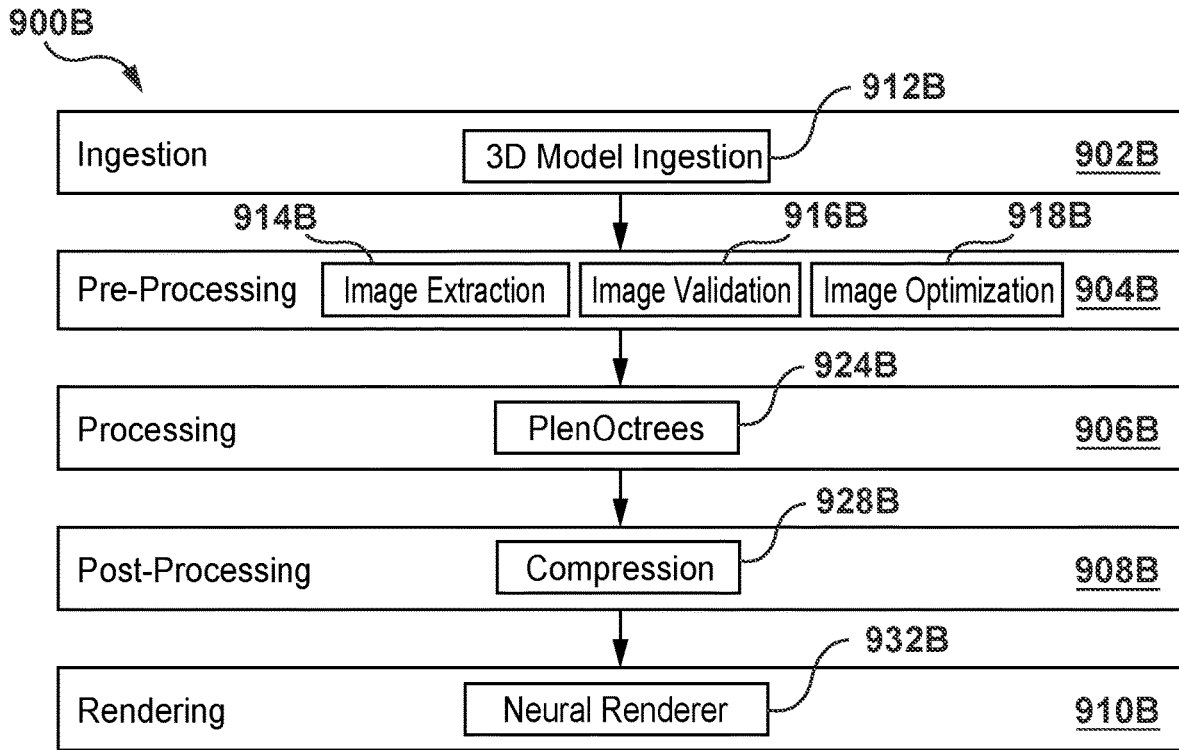 900B
912B
Ingestion 3D Model Ingestion 902B
914B 916B 918B
Pre-Processing Image Extraction Image Validation Image Optimization 904B
924B
Processing PlenOctrees 906B
928B
Post-Processing Compression 908B
932B
Rendering Neural Renderer 910B